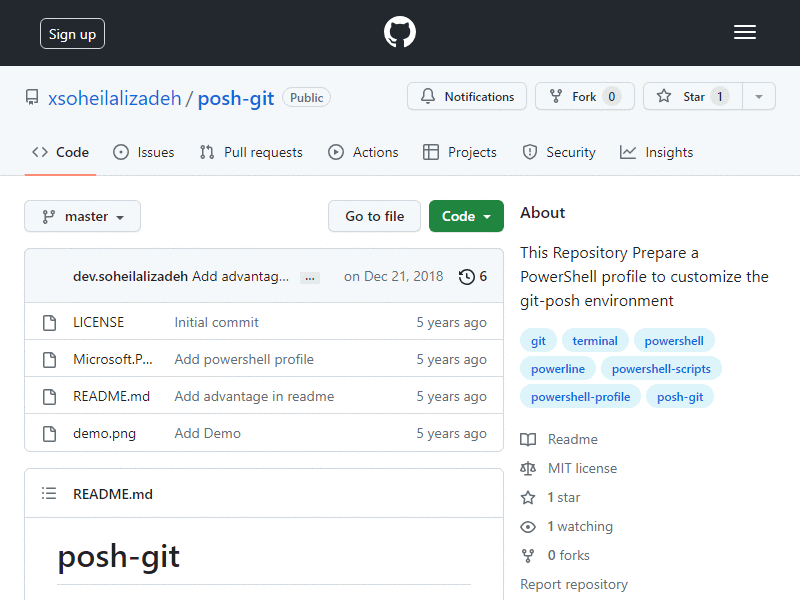 Sign up
xsoheilalizadeh / posh-git Public
Notifications
Fork 0
Star 1
Code
Issues
Pull requests
Actions
Projects
Security
Insights
master
Go to file
Code
dev.soheilalizadeh Add advantag... ... on Dec 21, 2018 6
LICENSE Initial commit 5 years ago
Microsoft.P... Add powershell profile 5 years ago
README.md Add advantage in readme 5 years ago
demo.png Add Demo 5 years ago
README.md
posh-git
About
This Repository Prepare a
PowerShell profile to customize the
git-posh environment
git terminal powershell
powerline powershell-scripts
powershell-profile posh-git
Readme
MIT license
1 star
1 watching
0 forks
Report repository